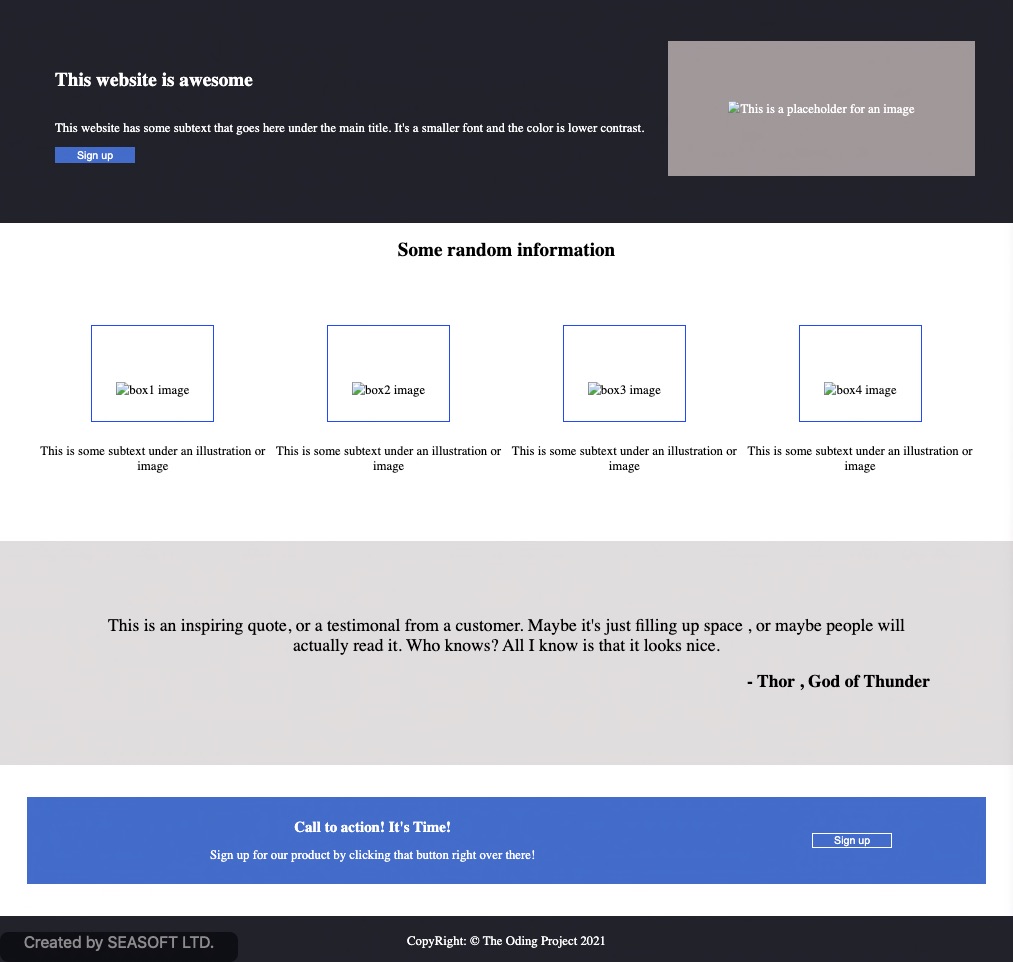 This website is awesome
This website has some subtext that goes here under the main title. It's a smaller font and the color is lower contrast.
Sign up
This is a placeholder for an image
Some random information
box1 image
box2 image
box3 image
box4 image
This is some subtext under an illustration or
image
This is some subtext under an illustration or
image
This is some subtext under an illustration or
image
This is some subtext under an illustration or
image
This is an inspiring quote, or a testimonal from a customer. Maybe it's just filling up space , or maybe people will
actually read it. Who knows? All I know is that it looks nice.
- Thor , God of Thunder
Call to action! It's Time!
Sign up for our product by clicking that button right over there!
Sign up
CopyRight: © The Oding Project 2021
Created by SEASOFT LTD.